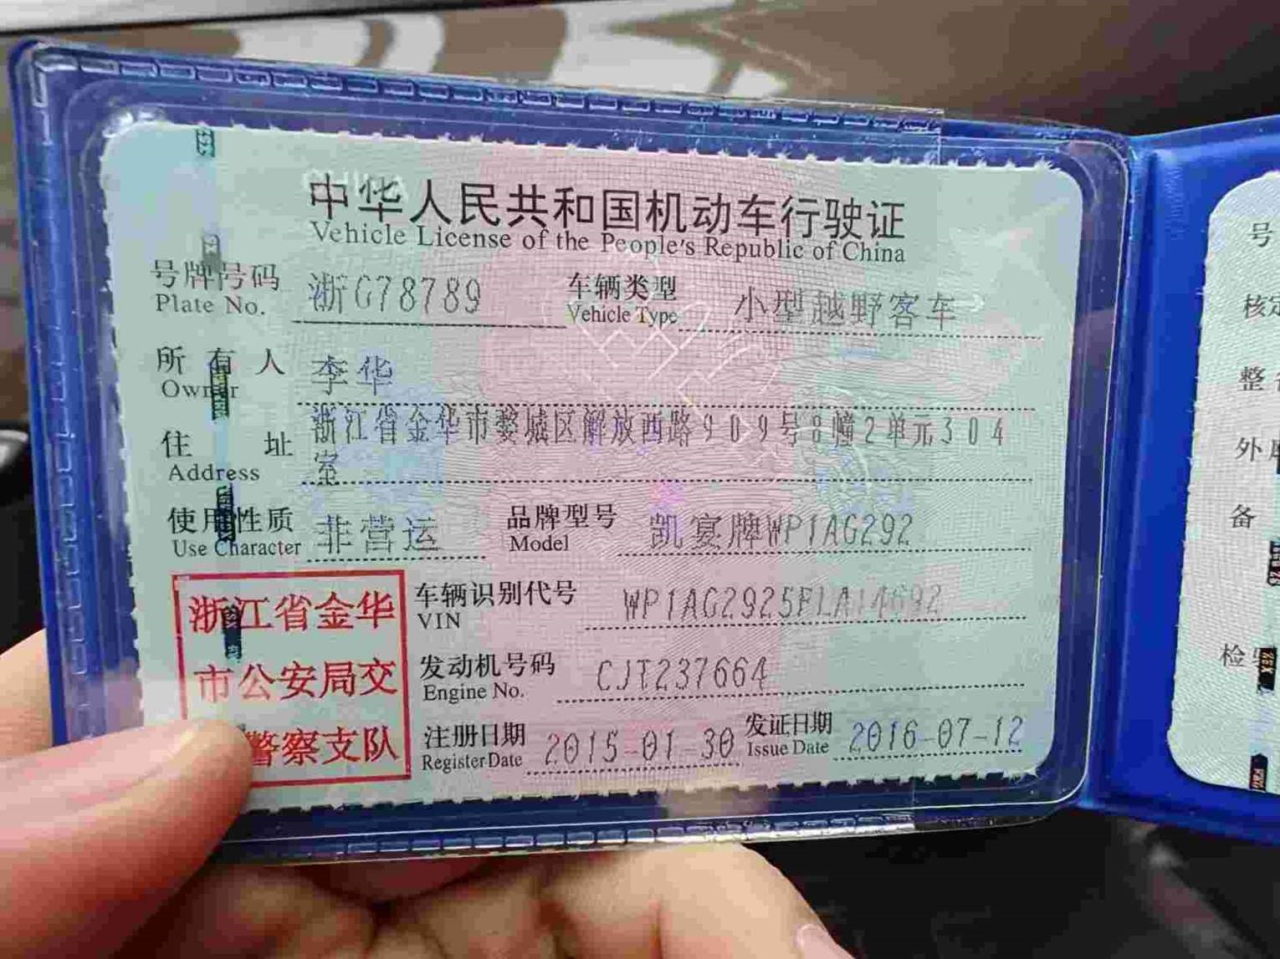 中华人民共和国机动车行驶证
Vehicle License of the People's Republic of China
号牌号码 浙G78789 车辆类型 小型越野客车
Plate No. Vehicle Type
所有人 李华
Owner
浙江省金华市婺城区解放西路909号8幢2单元304
住址 室
Address
使用性质 非营运 品牌型号 凯宴牌WP1AG292
Use Character Model
浙江省金华
市公安局交
警察支队
车辆识别代号 WP1AG2925FLA14692
VIN
发动机号码 CJT237664
Engine No.
注册日期 2015-01-30 发证日期 2016-07-12
Register Date Issue Date
号
核定
整
外
备
检